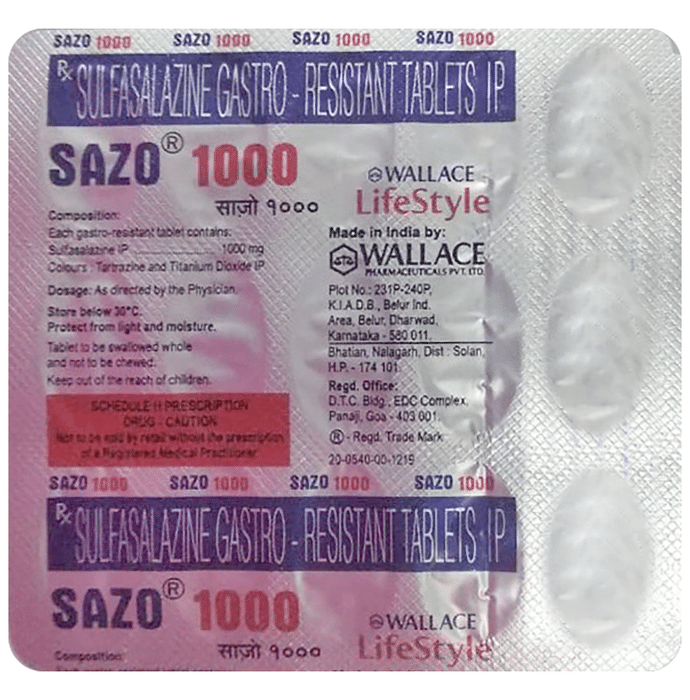 SAZO 1000 SAZO 1000 SAZO 1000 SAZO 1000
Rx SULFASALAZINE GASTRO - RESISTANT TABLETS IP
SAZO® 1000
साज़ो १०००
WALLACE
LifeStyle
Composition:
Each gastro-resistant tablet contains:
Sulfasalazine IP........................ 1000 mg
Colours : Tartrazine and Titanium Dioxide IP
Dosage: As directed by the Physician.
Store below 30°C.
Protect from light and moisture.
Tablet to be swallowed whole
and not to be chewed.
Keep out of the reach of children.
SCHEDULE H PRESCRIPTION
DRUG - CAUTION
Not to be sold by retail without the prescription
of a Registered Medical Practitioner
Made in India by:
WALLACE
PHARMACEUTICALS PVT. LTD.
Plot No.: 231P-240P,
K.I.A.D.B., Belur Ind.
Area, Belur, Dharwad,
Karnataka - 580 011.
Bhatian, Nalagarh, Dist : Solan,
H.P. - 174 101.
Regd. Office:
D.T.C. Bldg., EDC Complex,
Panaji, Goa - 403 001.
® - Regd. Trade Mark
20-0540-00-1219
SAZO 1000 SAZO 1000 SAZO 1000 SAZO 1000
Rx SULFASALAZINE GASTRO - RESISTANT TABLETS IP
SAZO® 1000
साज़ो १०००
WALLACE
LifeStyle
Composition: